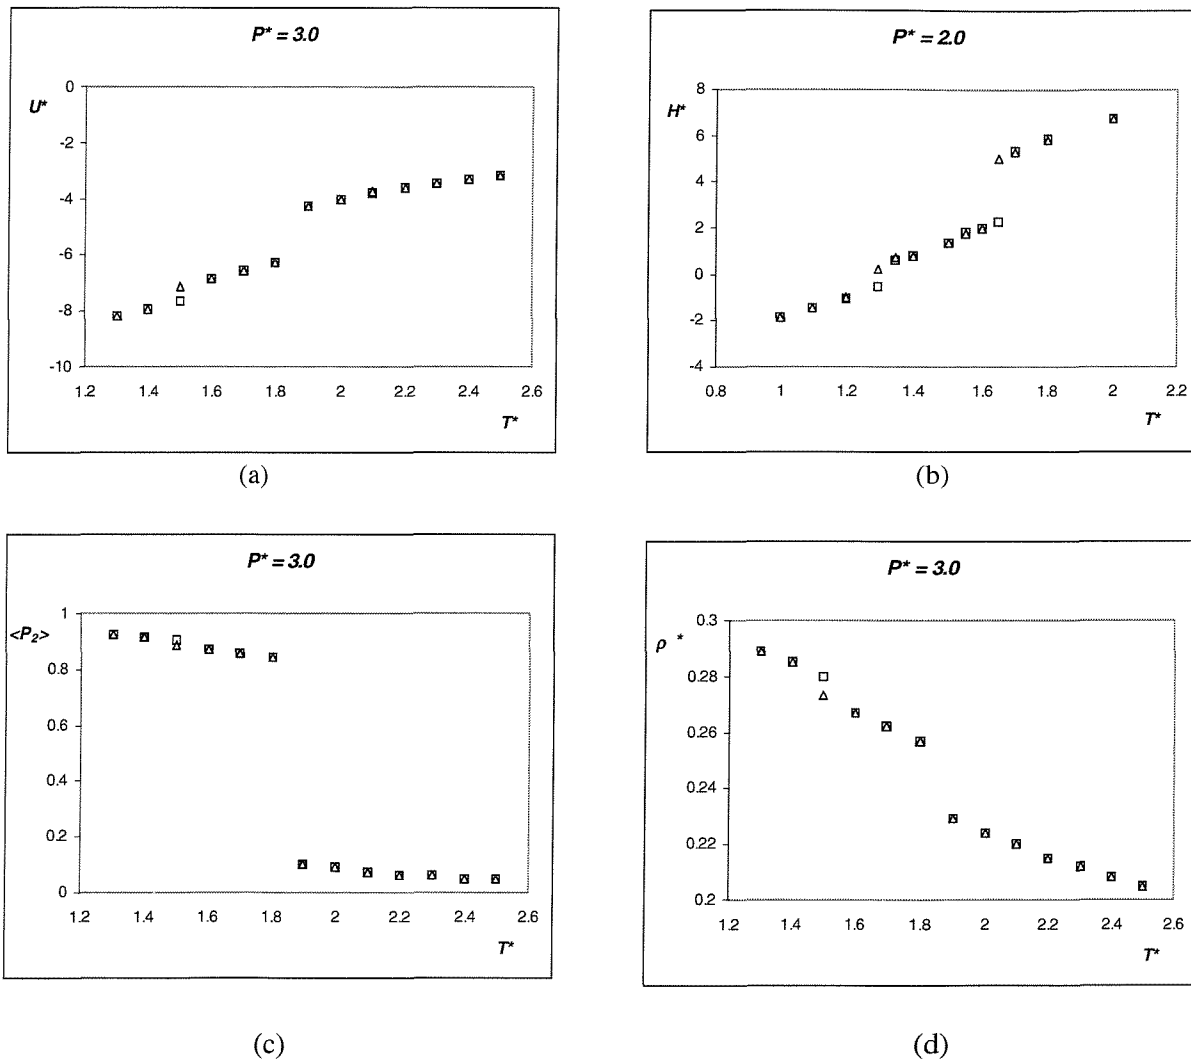 P* = 3.0
U*
0
-2
-4
-6
-8
-10
1.2 1.4 1.6 1.8 2 2.2 2.4 2.6
T*
(a)
P* = 2.0
H*
8
6
4
2
0
-2
-4
0.8 1 1.2 1.4 1.6 1.8 2 2.2
T*
(b)
P* = 3.0
<P₂>
1
0.8
0.6
0.4
0.2
0
1.2 1.4 1.6 1.8 2 2.2 2.4 2.6
T*
(c)
P* = 3.0
ρ *
0.3
0.28
0.26
0.24
0.22
0.2
1.2 1.4 1.6 1.8 2 2.2 2.4 2.6
T*
(d)